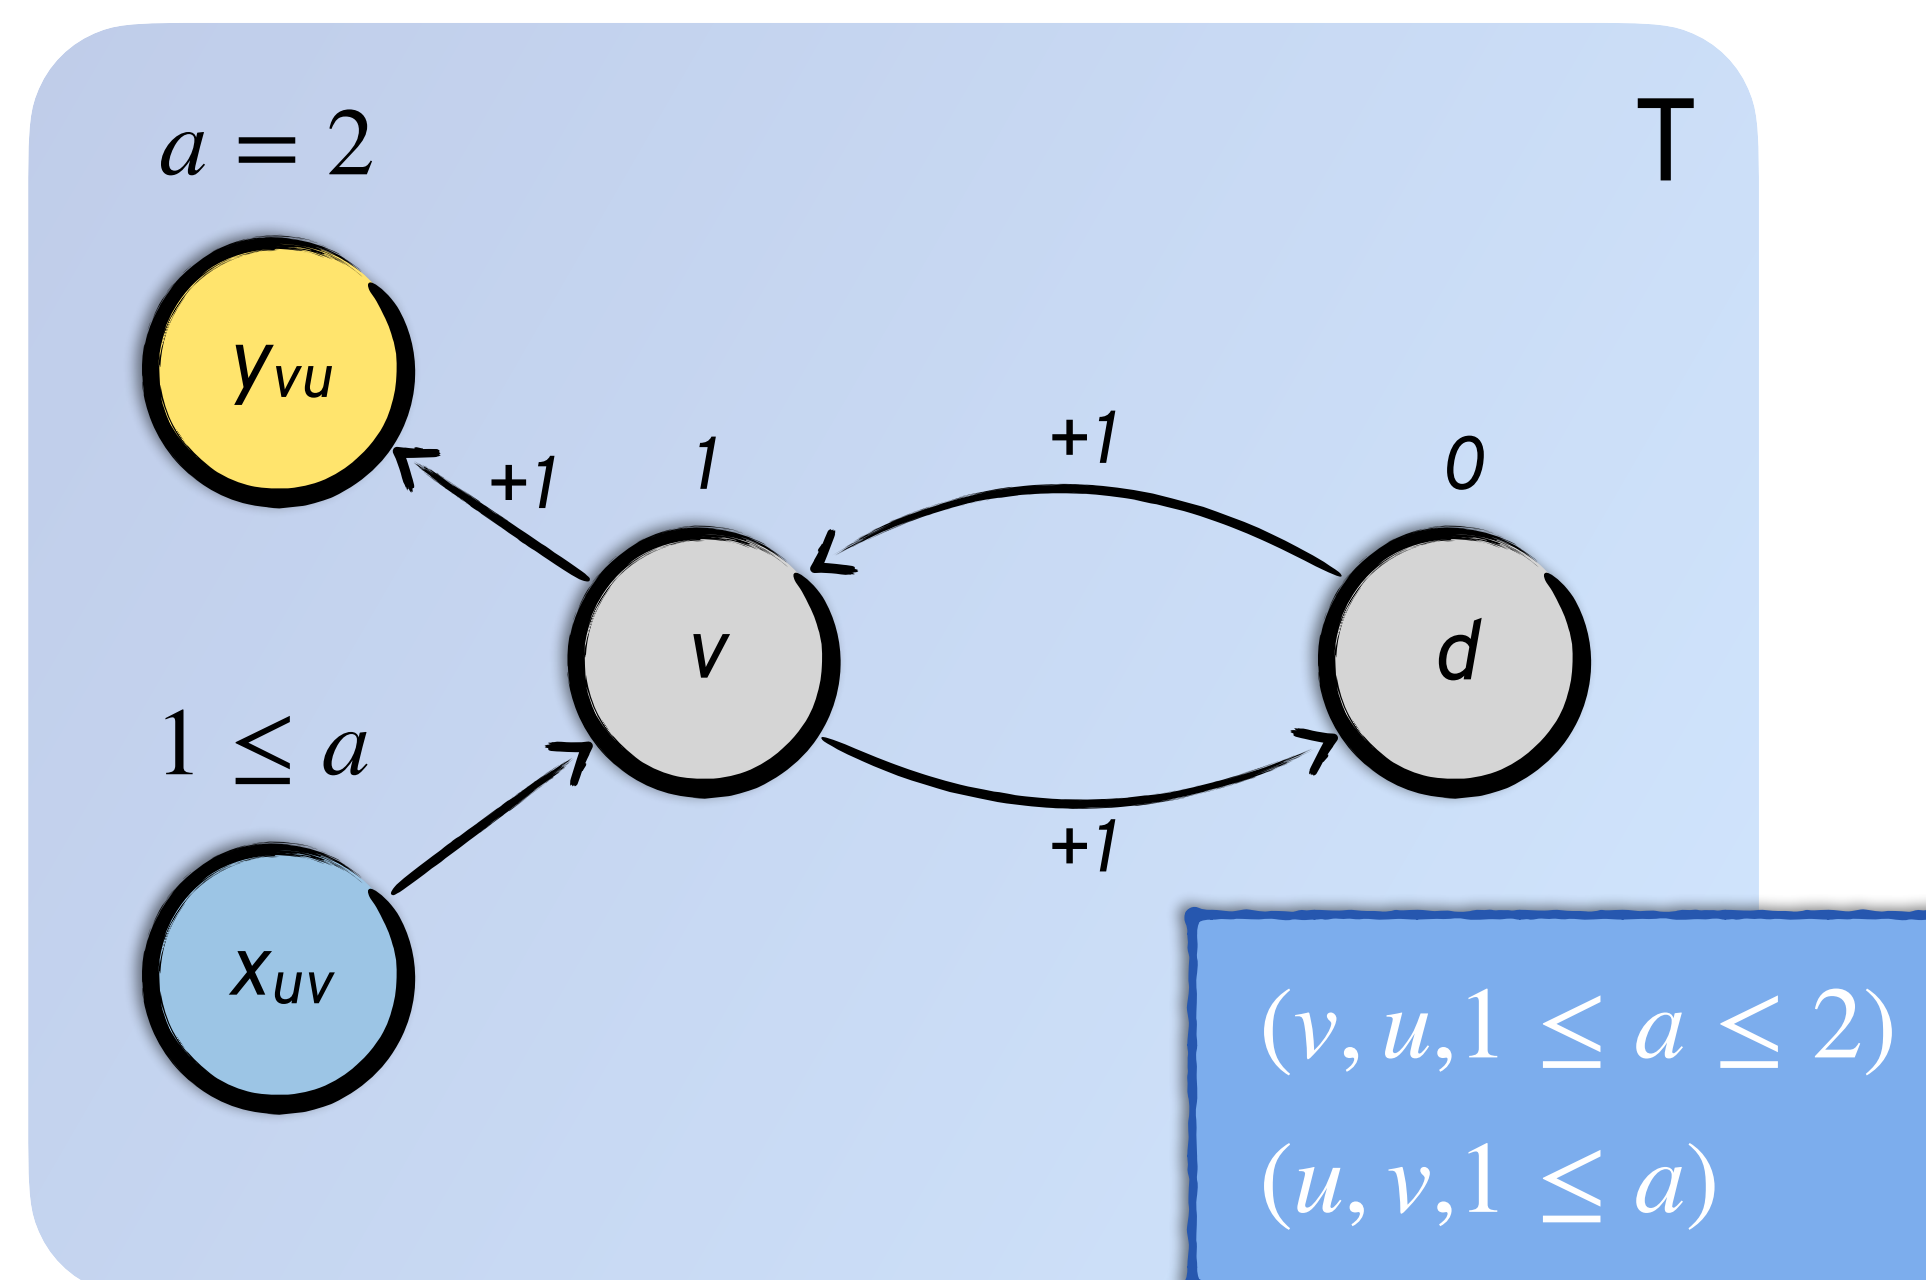 a = 2
T
y_vu
+1
1
+1
0
v
d
1 ≤ a
+1
x_uv
(v, u,1 ≤ a ≤ 2)
(u, v,1 ≤ a)